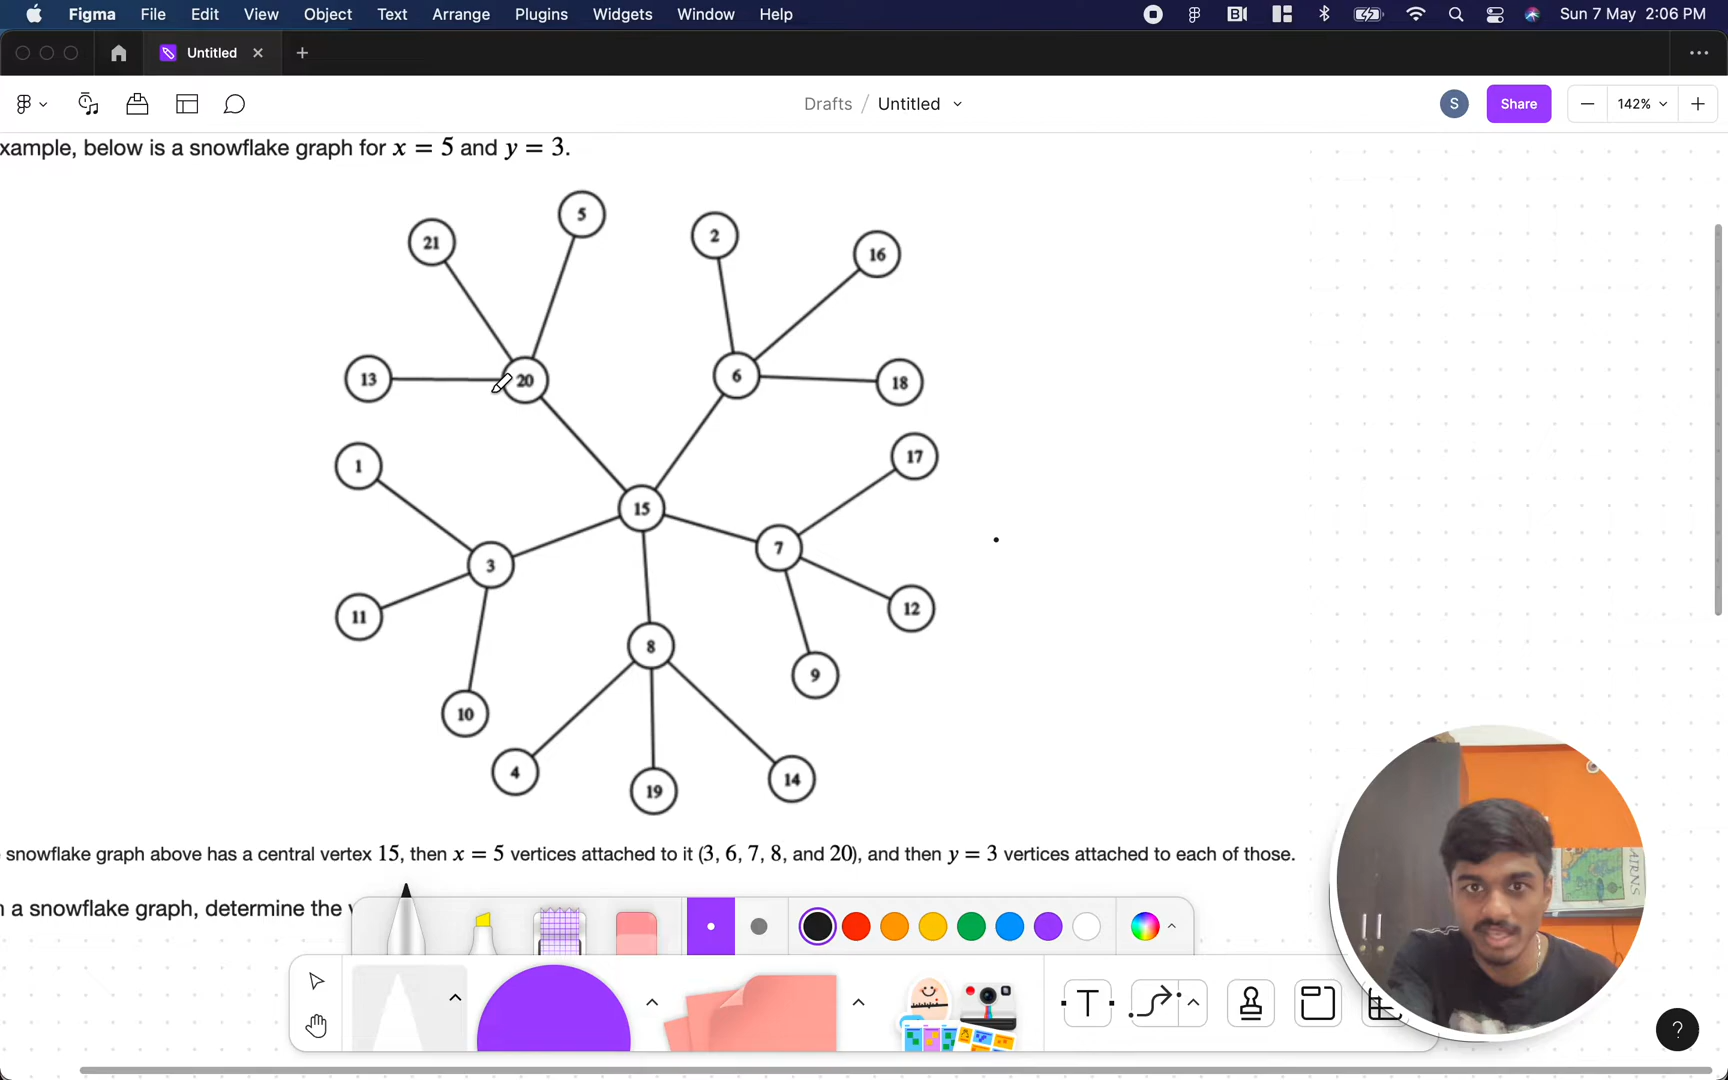 Figma File Edit View Object Text Arrange Plugins Widgets Window Help Sun 7 May 2:06 PM
Untitled
Drafts / Untitled S Share 142%
xample, below is a snowflake graph for x = 5 and y = 3.
5
21 2 16
13 20 6 18
1 17
15
3 7
11 12
8 9
10
4 19 14
snowflake graph above has a central vertex 15, then x = 5 vertices attached to it (3, 6, 7, 8, and 20), and then y = 3 vertices attached to each of those.
a snowflake graph, determine the
T
?